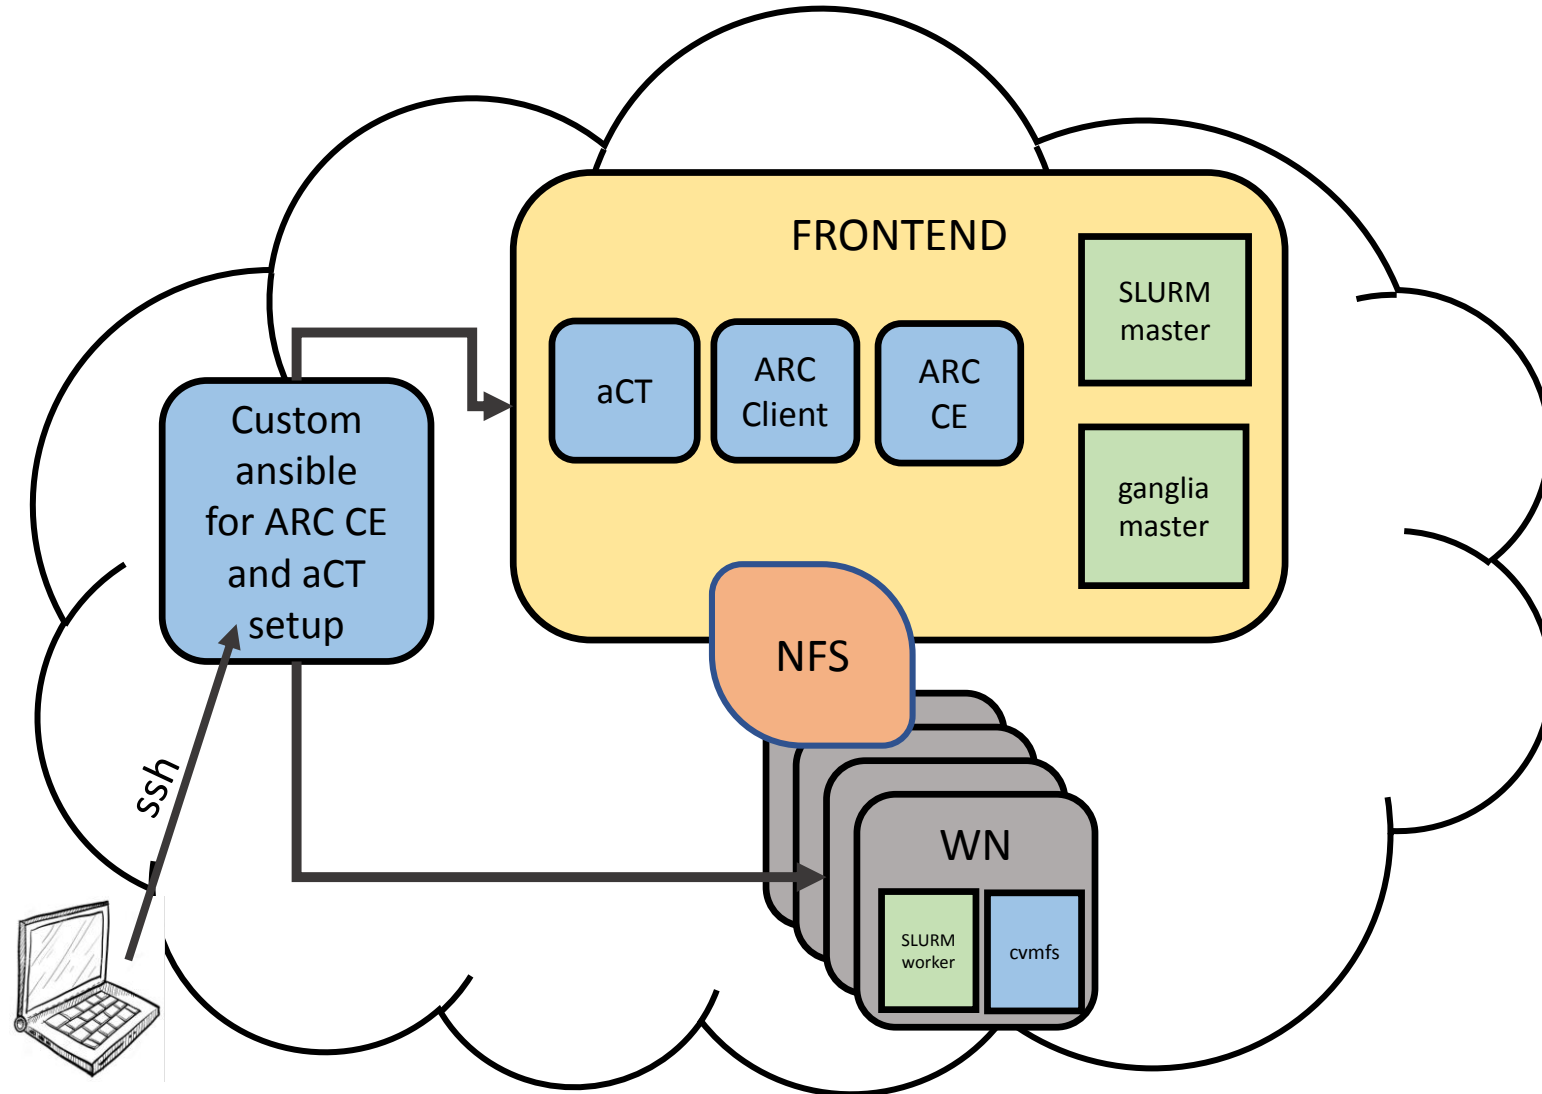 FRONTEND
SLURM
master
aCT
ARC
Client
ARC
CE
ganglia
master
Custom
ansible
for ARC CE
and aCT
setup
NFS
ssh
WN
SLURM
worker
cvmfs